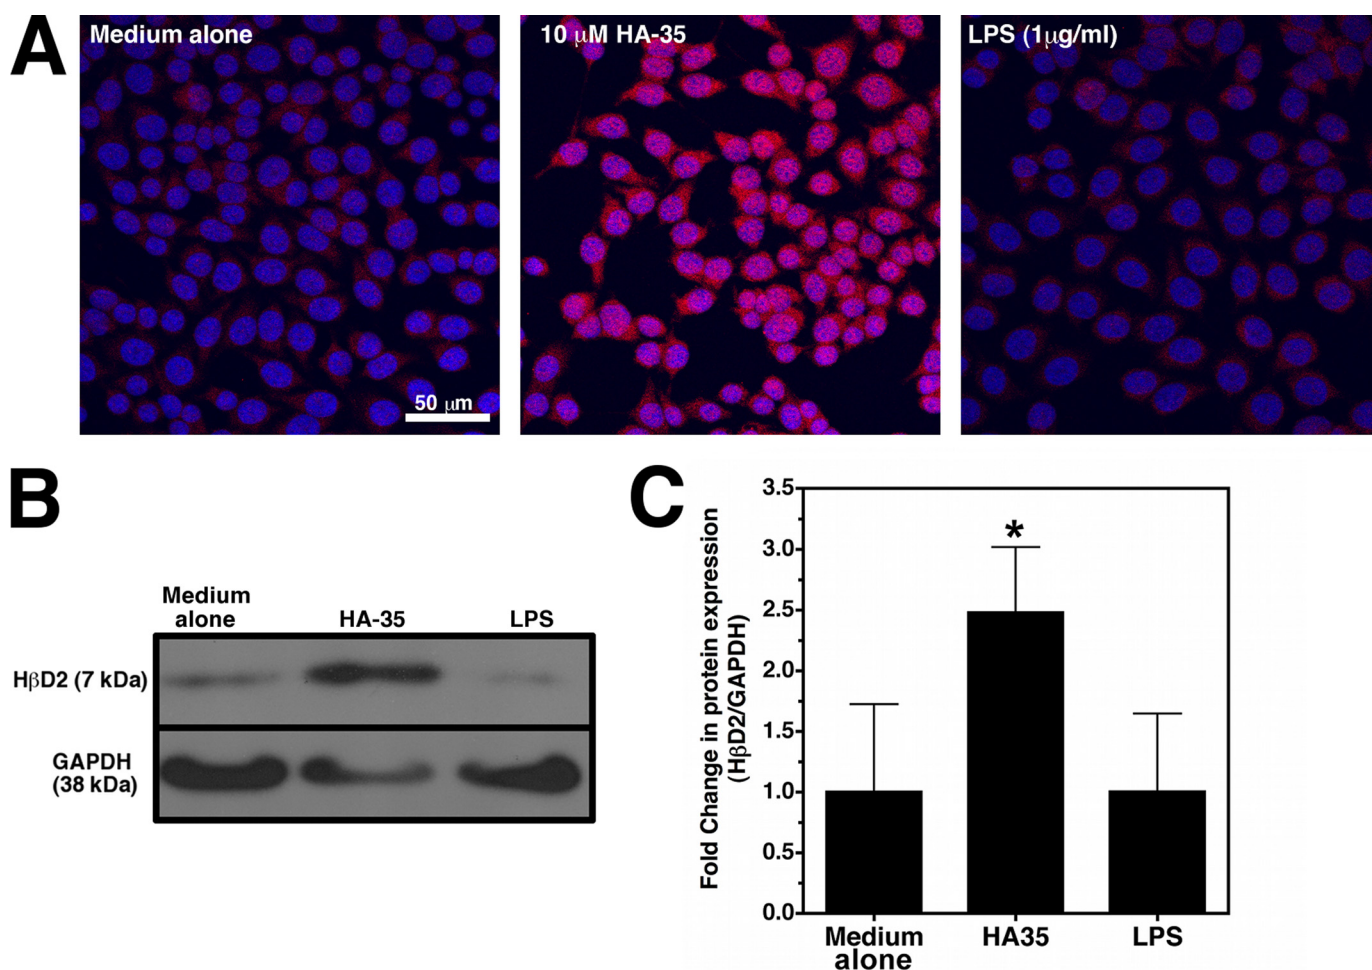 A
Medium alone
10 μM HA-35
LPS (1μg/ml)
50 μm
B
Medium
alone
HA-35
LPS
HβD2 (7 kDa)
GAPDH
(38 kDa)
C
Fold Change in protein expression
(HβD2/GAPDH)
3.5
3.0
2.5
2.0
1.5
1.0
0.5
0.0
*
Medium
alone
HA35
LPS